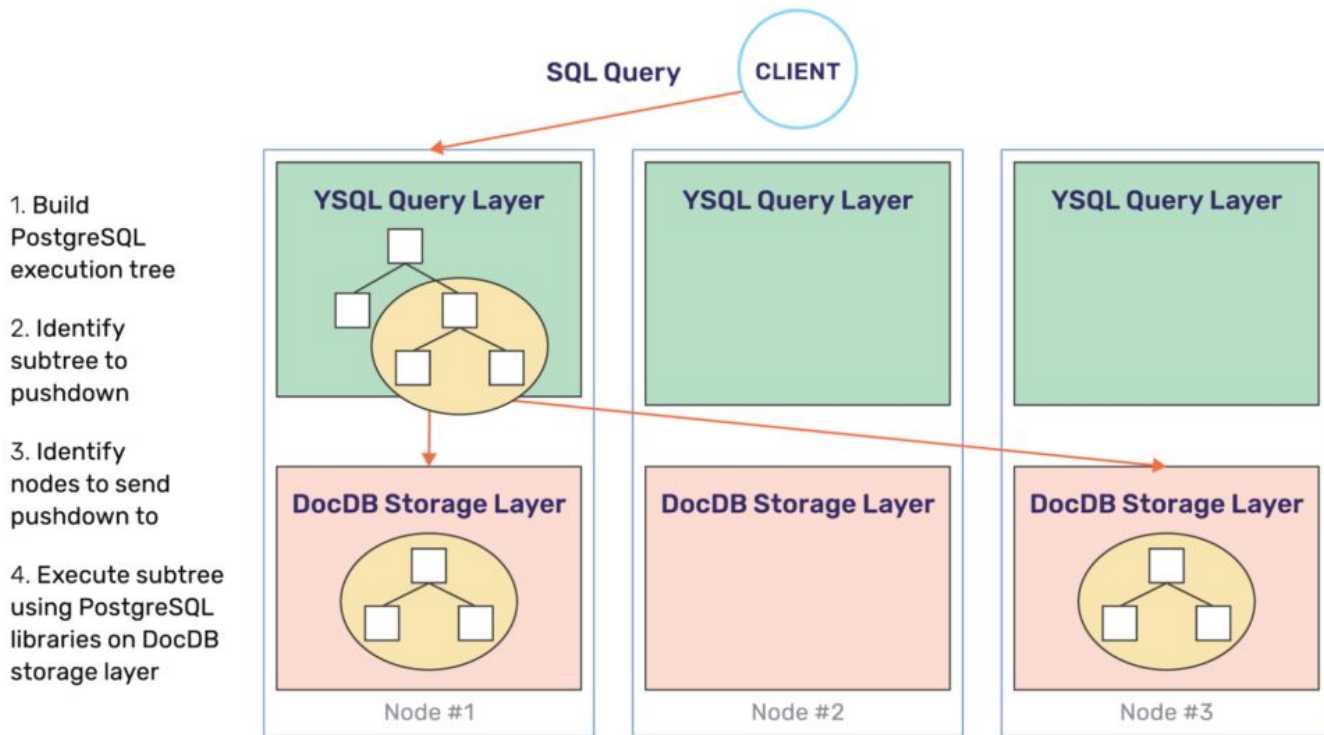 SQL Query
CLIENT
1. Build
PostgreSQL
execution tree
2. Identify
subtree to
pushdown
3. Identify
nodes to send
pushdown to
4. Execute subtree
using PostgreSQL
libraries on DocDB
storage layer
YSQL Query Layer
DocDB Storage Layer
Node #1
YSQL Query Layer
DocDB Storage Layer
Node #2
YSQL Query Layer
DocDB Storage Layer
Node #3